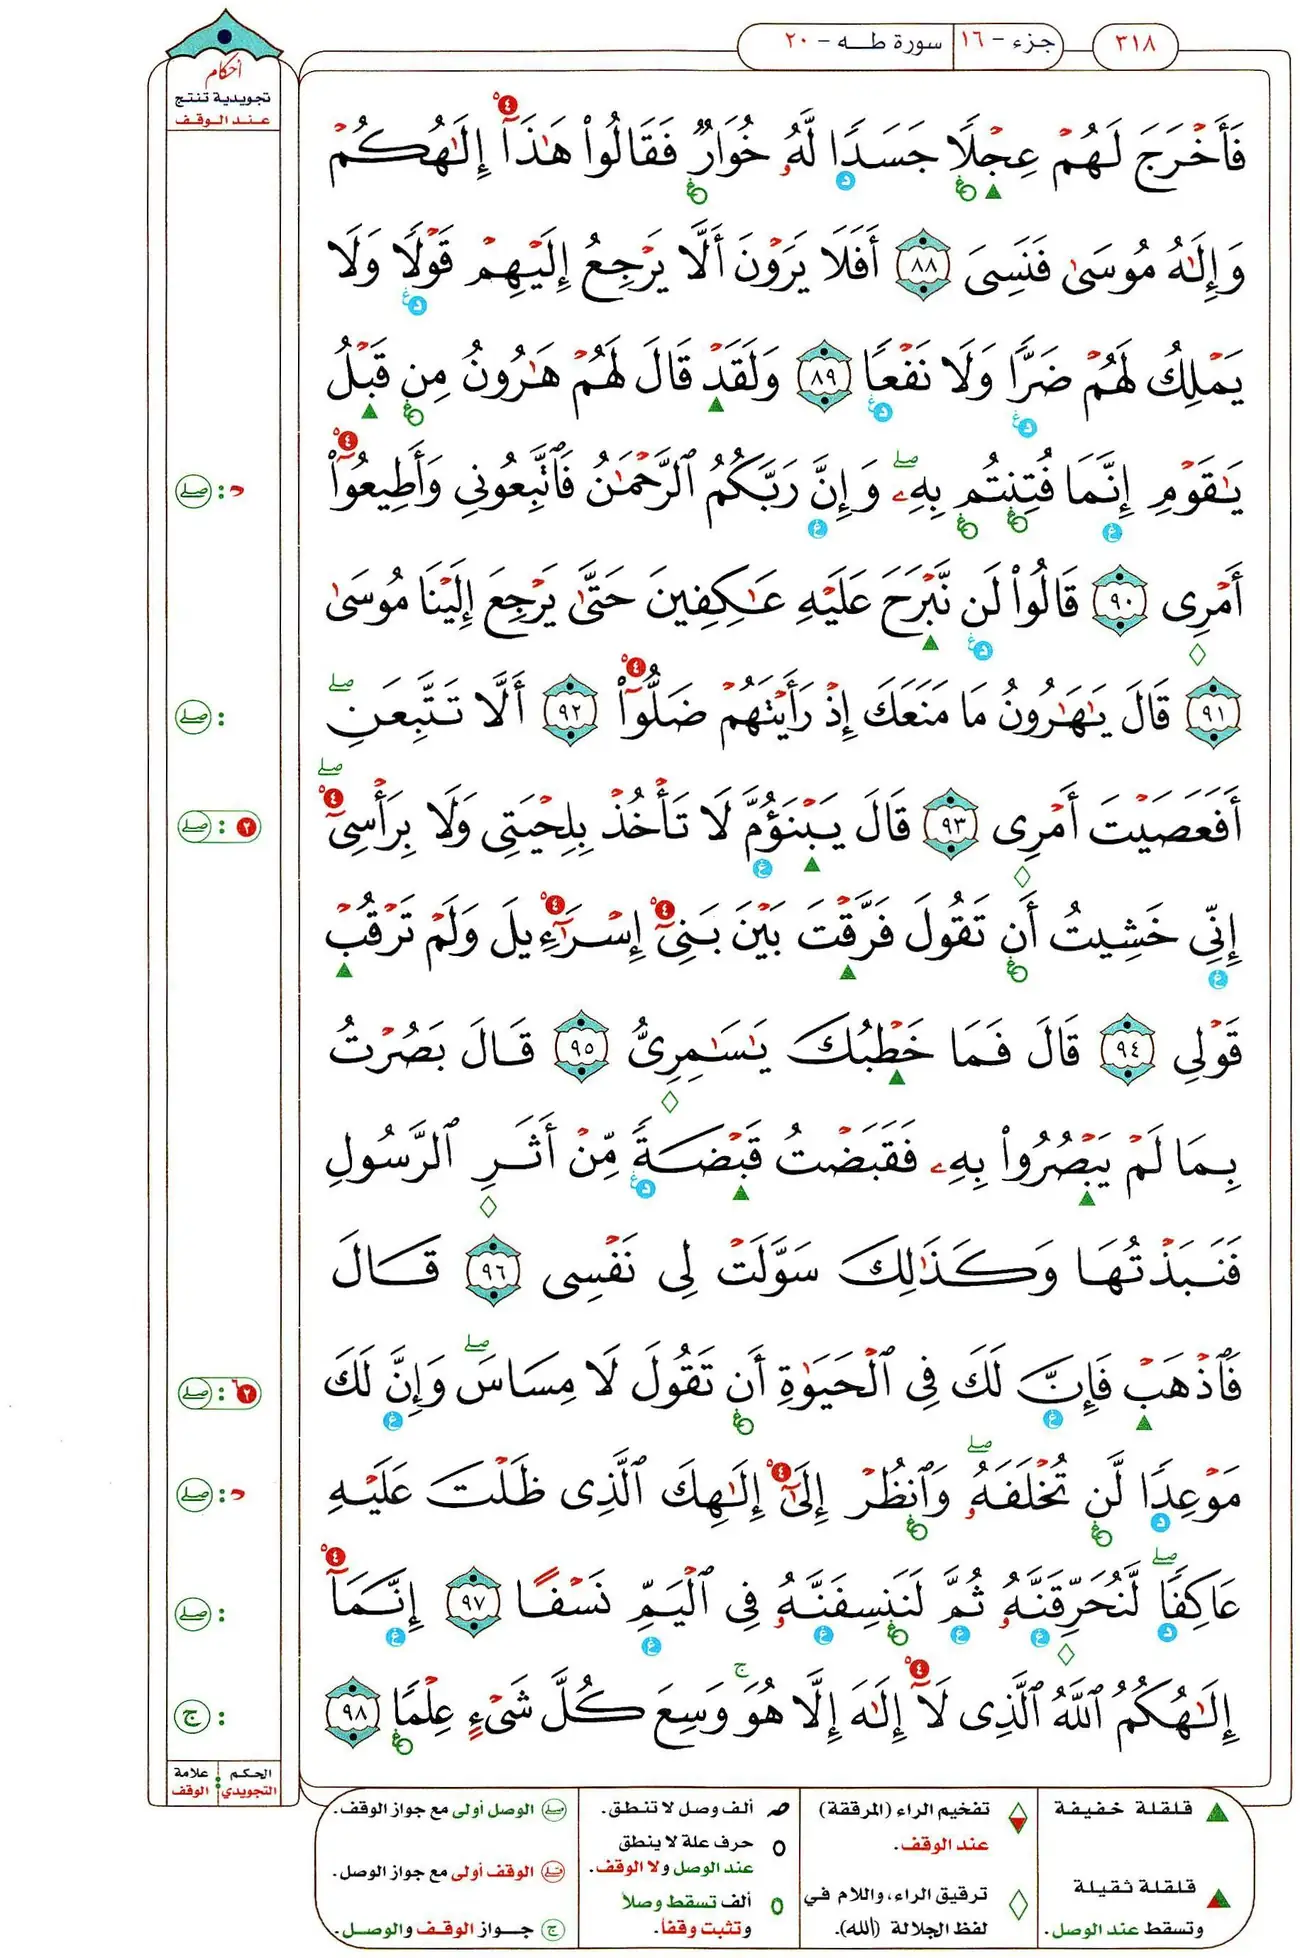 ٣١٨
جزء - ١٦ سورة طه - ٢٠
أحكام
تجويدية تنتج
عند الوقف
فَأَخْرَجَ لَهُمْ عِجْلًا جَسَدًا لَّهُۥ خُوَارٌ فَقَالُوا۟ هَٰذَآ إِلَٰهُكُمْ
وَإِلَٰهُ مُوسَىٰ فَنَسِىَ ٨٨ أَفَلَا يَرَوْنَ أَلَّا يَرْجِعُ إِلَيْهِمْ قَوْلًا وَلَا
يَمْلِكُ لَهُمْ ضَرًّا وَلَا نَفْعًا ٨٩ وَلَقَدْ قَالَ لَهُمْ هَٰرُونُ مِن قَبْلُ
يَٰقَوْمِ إِنَّمَا فُتِنتُم بِهِۦ ۖ وَإِنَّ رَبَّكُمُ ٱلرَّحْمَٰنُ فَٱتَّبِعُونِى وَأَطِيعُوٓا۟
أَمْرِى ٩٠ قَالُوا۟ لَن نَّبْرَحَ عَلَيْهِ عَٰكِفِينَ حَتَّىٰ يَرْجِعَ إِلَيْنَا مُوسَىٰ
٩١ قَالَ يَٰهَٰرُونُ مَا مَنَعَكَ إِذْ رَأَيْتَهُمْ ضَلُّوٓا۟ ٩٢ أَلَّا تَتَّبِعَنِ ۖ
أَفَعَصَيْتَ أَمْرِى ٩٣ قَالَ يَبْنَؤُمَّ لَا تَأْخُذْ بِلِحْيَتِى وَلَا بِرَأْسِىٓ ۖ
إِنِّى خَشِيتُ أَن تَقُولَ فَرَّقْتَ بَيْنَ بَنِىٓ إِسْرَٰٓءِيلَ وَلَمْ تَرْقُبْ
قَوْلِى ٩٤ قَالَ فَمَا خَطْبُكَ يَٰسَٰمِرِىُّ ٩٥ قَالَ بَصُرْتُ
بِمَا لَمْ يَبْصُرُوا۟ بِهِۦ فَقَبَضْتُ قَبْضَةً مِّنْ أَثَرِ ٱلرَّسُولِ
فَنَبَذْتُهَا وَكَذَٰلِكَ سَوَّلَتْ لِى نَفْسِى ٩٦ قَالَ
فَٱذْهَبْ فَإِنَّ لَكَ فِى ٱلْحَيَوٰةِ أَن تَقُولَ لَا مِسَاسَ ۖ وَإِنَّ لَكَ
مَوْعِدًا لَّن تُخْلَفَهُۥ ۖ وَٱنظُرْ إِلَىٰٓ إِلَٰهِكَ ٱلَّذِى ظَلْتَ عَلَيْهِ
عَاكِفًا ۖ لَّنُحَرِّقَنَّهُۥ ثُمَّ لَنَنسِفَنَّهُۥ فِى ٱلْيَمِّ نَسْفًا ٩٧ إِنَّمَآ
إِلَٰهُكُمُ ٱللَّهُ ٱلَّذِى لَآ إِلَٰهَ إِلَّا هُوَ ۚ وَسِعَ كُلَّ شَىْءٍ عِلْمًا ٩٨
الحكم التجويدي : علامة الوقف
قلقلة خفيفة
قلقلة ثقيلة
وتسقط عند الوصل.
تفخيم الراء (المرققة)
عند الوقف.
ترقيق الراء، واللام في
لفظ الجلالة (الله).
ألف وصل لا تنطق.
حرف علة لا ينطق
عند الوصل ولا الوقف.
ألف تسقط وصلاً
وتثبت وقفاً.
الوصل أولى مع جواز الوقف.
الوقف أولى مع جواز الوصل.
جواز الوقف والوصل.